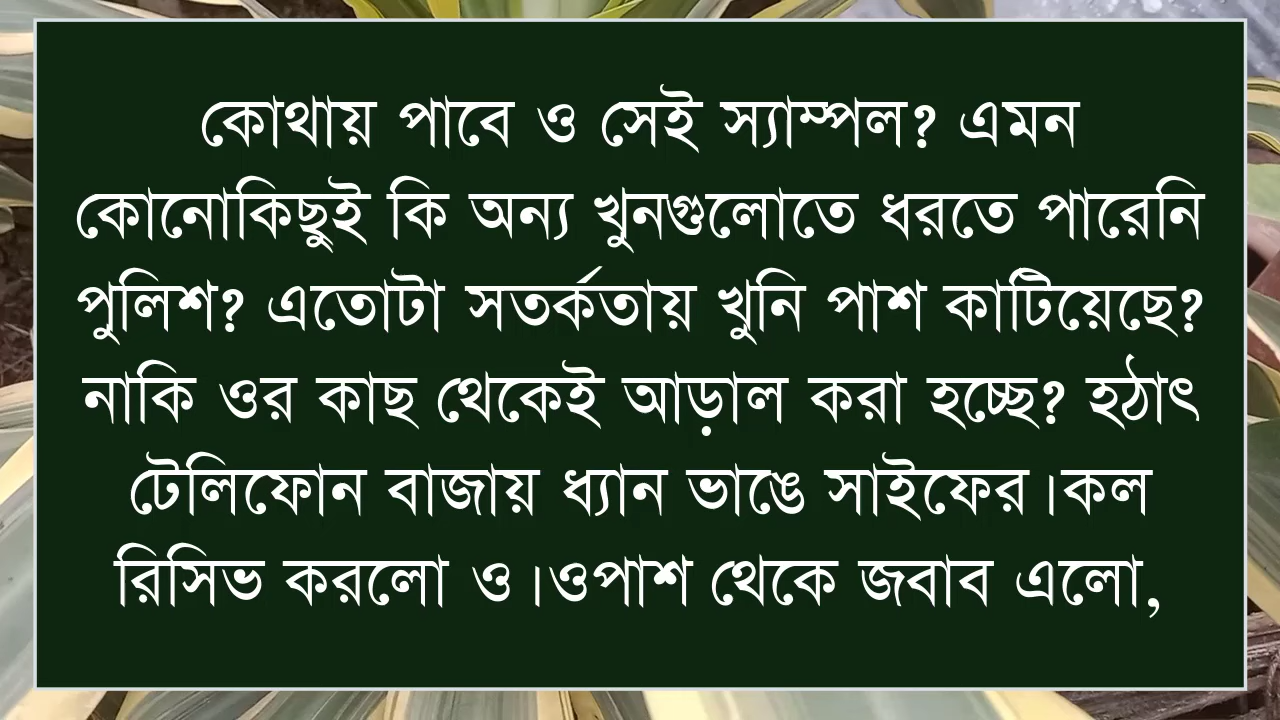 কোথায় পাবে ও সেই স্যাম্পল? এমন
কোনোকিছুই কি অন্য খুনগুলোতে ধরতে পারেনি
পুলিশ? এতোটা সতর্কতায় খুনি পাশ কাটিয়েছে?
নাকি ওর কাছ থেকেই আড়াল করা হচ্ছে? হঠাৎ
টেলিফোন বাজায় ধ্যান ভাঙে সাইফের।কল
রিসিভ করলো ও।ওপাশ থেকে জবাব এলো,